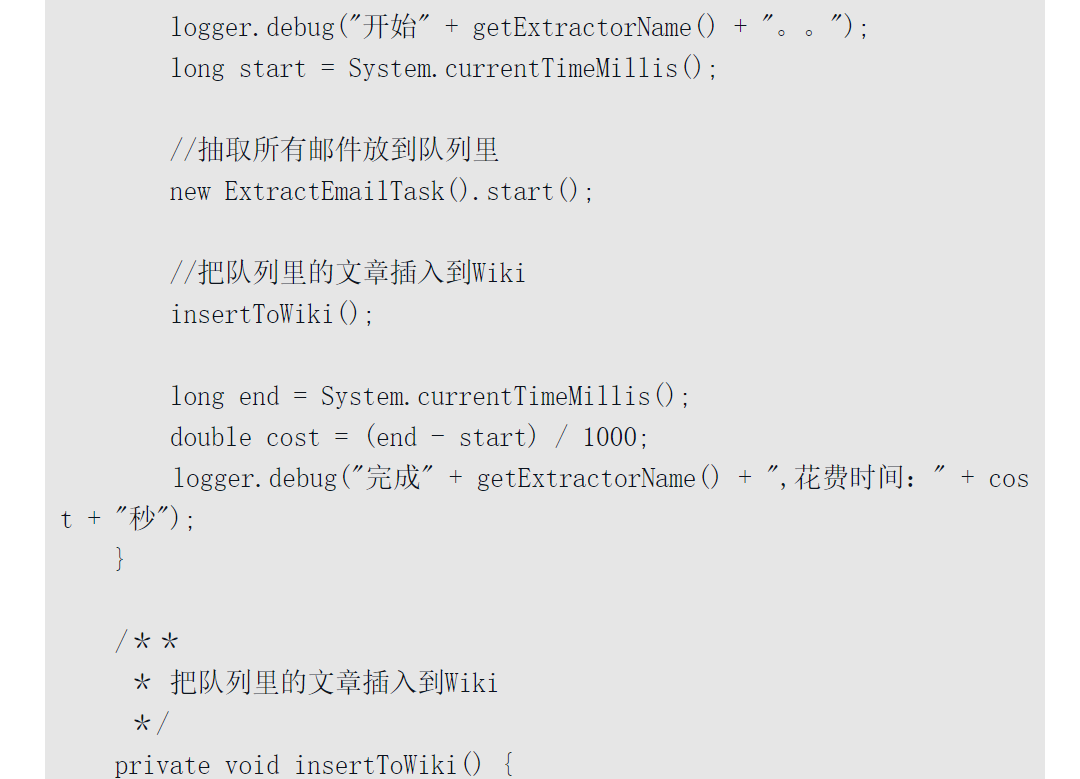 logger.debug("开始" + getExtractorName() + "。。");
long start = System.currentTimeMillis();
//抽取所有邮件放到队列里
new ExtractEmailTask().start();
//把队列里的文章插入到Wiki
insertToWiki();
long end = System.currentTimeMillis();
double cost = (end - start) / 1000;
logger.debug("完成" + getExtractorName() + ",花费时间：" + cos
t + "秒");
}
/**
* 把队列里的文章插入到Wiki
*/
private void insertToWiki() {